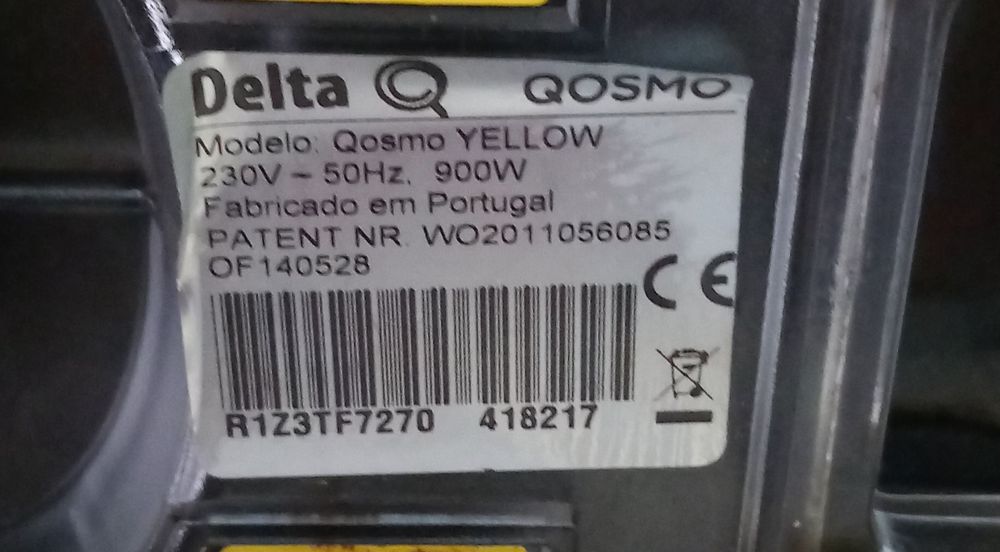 Delta Q QOSMO
Modelo: Qosmo YELLOW
230V ~ 50Hz. 900W
Fabricado em Portugal
PATENT NR. WO2011056085
OF140528
CE
R1Z3TF7270 418217